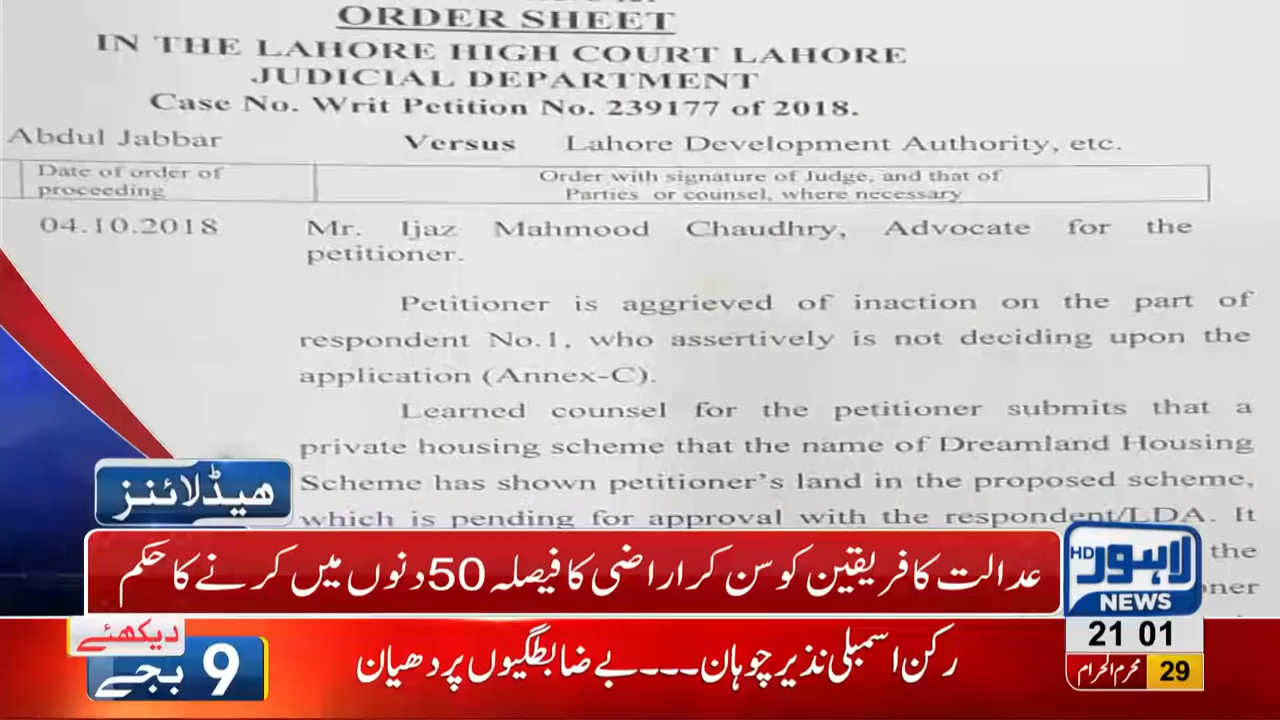 ORDER SHEET
IN THE LAHORE HIGH COURT LAHORE
JUDICIAL DEPARTMENT
Case No. Writ Petition No. 239177 of 2018.
Abdul Jabbar Versus Lahore Development Authority, etc.
Date of order of proceeding
Order with signature of Judge, and that of
Parties or counsel, where necessary
04.10.2018
Mr. Ijaz Mahmood Chaudhry, Advocate for the
petitioner.
Petitioner is aggrieved of inaction on the part of
respondent No.1, who assertively is not deciding upon the
application (Annex-C).
Learned counsel for the petitioner submits that a
private housing scheme that the name of Dreamland Housing
Scheme has shown petitioner's land in the proposed scheme,
which is pending for approval with the respondent/LDA. It
the
ھیڈلائنز
عدالت کا فریقین کو سن کر اراضی کا فیصلہ 50 دنوں میں کرنے کا حکم
لاہور HD
NEWS
21 01
29 محرم الحرام
دیکھئے
9 بجے
رکن اسمبلی نذیر چوہان۔۔۔بے ضابطگیوں پر دھیان